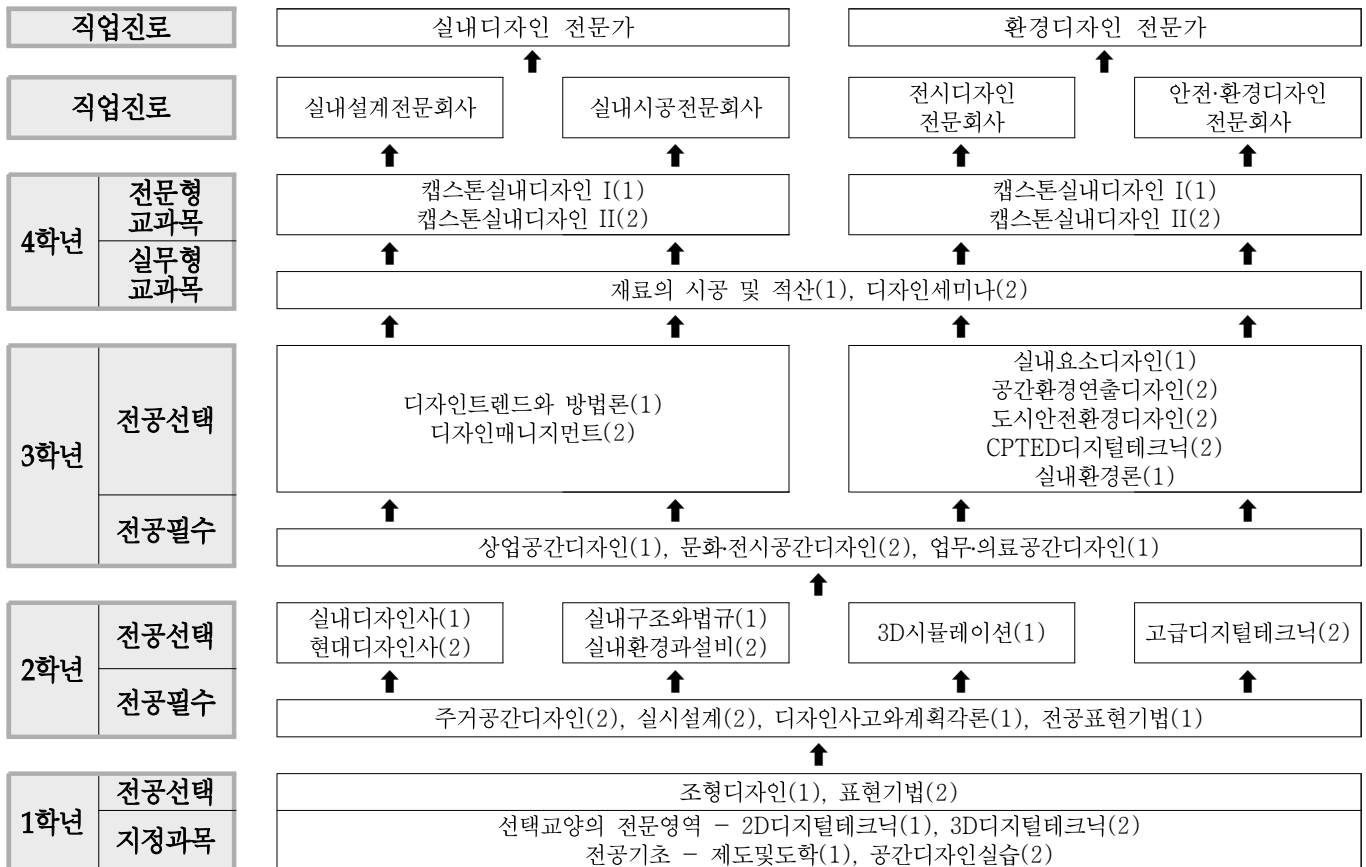 직업진로
실내디자인 전문가
환경디자인 전문가
직업진로
실내설계전문회사
실내시공전문회사
전시디자인
전문회사
안전·환경디자인
전문회사
4학년
전문형
교과목
캡스톤실내디자인 I(1)
캡스톤실내디자인 II(2)
캡스톤실내디자인 I(1)
캡스톤실내디자인 II(2)
실무형
교과목
재료의 시공 및 적산(1), 디자인세미나(2)
3학년
전공선택
디자인트렌드와 방법론(1)
디자인매니지먼트(2)
실내요소디자인(1)
공간환경연출디자인(2)
도시안전환경디자인(2)
CPTED디지털테크닉(2)
실내환경론(1)
전공필수
상업공간디자인(1), 문화·전시공간디자인(2), 업무·의료공간디자인(1)
2학년
전공선택
실내디자인사(1)
현대디자인사(2)
실내구조와법규(1)
실내환경과설비(2)
3D시뮬레이션(1)
고급디지털테크닉(2)
전공필수
주거공간디자인(2), 실시설계(2), 디자인사고와계획각론(1), 전공표현기법(1)
1학년
전공선택
조형디자인(1), 표현기법(2)
지정과목
선택교양의 전문영역 - 2D디지털테크닉(1), 3D디지털테크닉(2)
전공기초 - 제도및도학(1), 공간디자인실습(2)